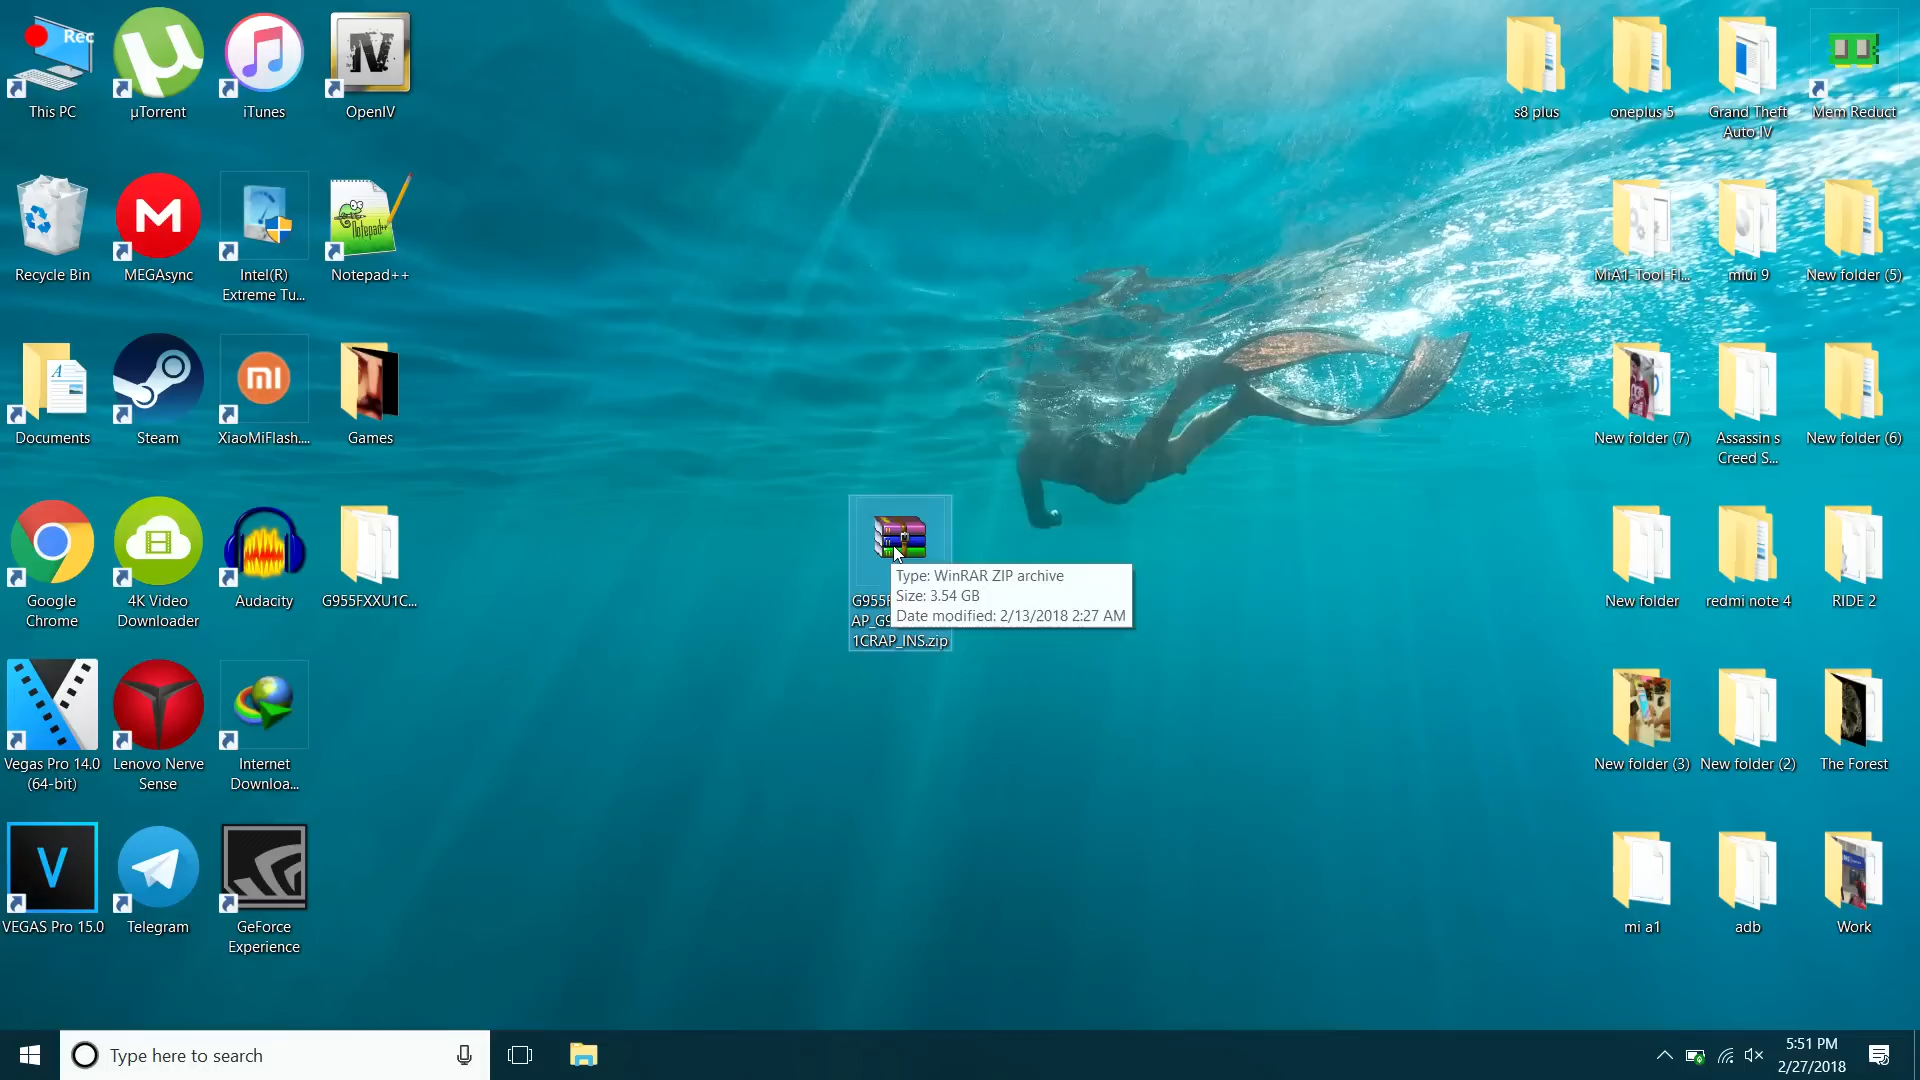 Rec
This PC
µTorrent
iTunes
OpenIV
s8 plus
oneplus 5
Grand Theft
Auto IV
Mem Reduct
Recycle Bin
MEGAsync
Intel(R)
Extreme Tu...
Notepad++
MiA1-Tool-Fl...
miui 9
New folder (5)
Documents
Steam
XiaoMiFlash....
Games
New folder (7)
Assassin s
Creed S...
New folder (6)
Google
Chrome
4K Video
Downloader
Audacity
G955FXXU1C...
Type: WinRAR ZIP archive
Size: 3.54 GB
Date modified: 2/13/2018 2:27 AM
1CRAP_INS.zip
New folder
redmi note 4
RIDE 2
Vegas Pro 14.0
(64-bit)
Lenovo Nerve
Sense
Internet
Downloa...
New folder (3)
New folder (2)
The Forest
VEGAS Pro 15.0
Telegram
GeForce
Experience
mi a1
adb
Work
Type here to search
5:51 PM
2/27/2018